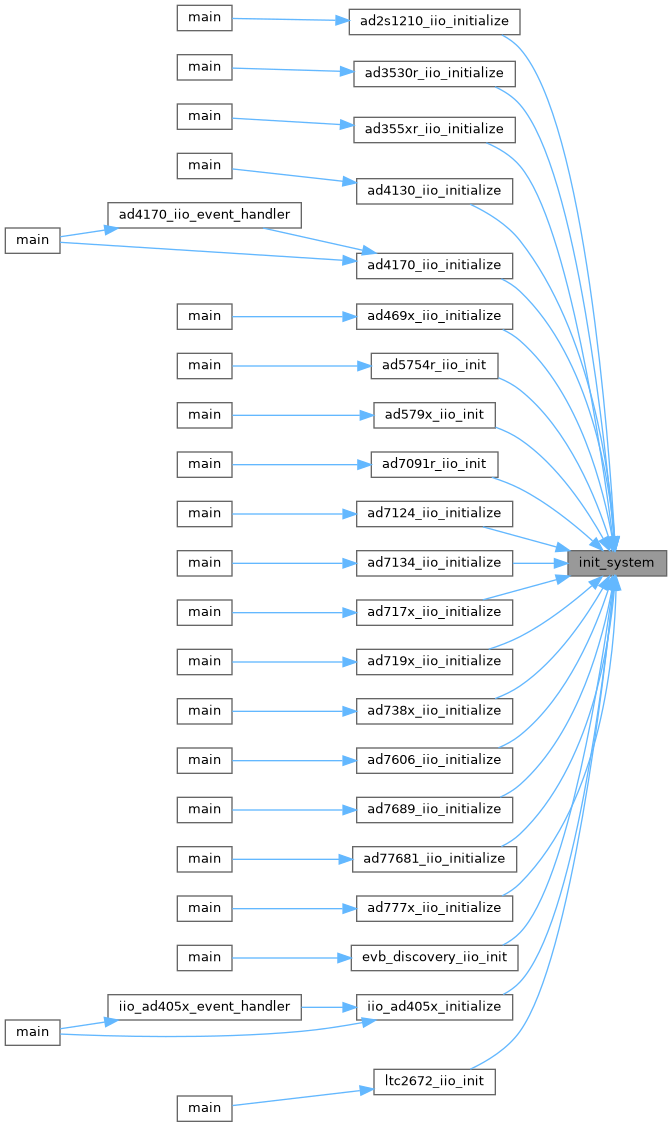 main
ad2s1210_iio_initialize
main
ad3530r_iio_initialize
main
ad355xr_iio_initialize
main
ad4130_iio_initialize
ad4170_iio_event_handler
main
ad4170_iio_initialize
main
ad469x_iio_initialize
main
ad5754r_iio_init
main
ad579x_iio_init
main
ad7091r_iio_init
main
ad7124_iio_initialize
main
ad7134_iio_initialize
init_system
main
ad717x_iio_initialize
main
ad719x_iio_initialize
main
ad738x_iio_initialize
main
ad7606_iio_initialize
main
ad7689_iio_initialize
main
ad77681_iio_initialize
main
ad777x_iio_initialize
main
evb_discovery_iio_init
iio_ad405x_event_handler
iio_ad405x_initialize
main
ltc2672_iio_init
main